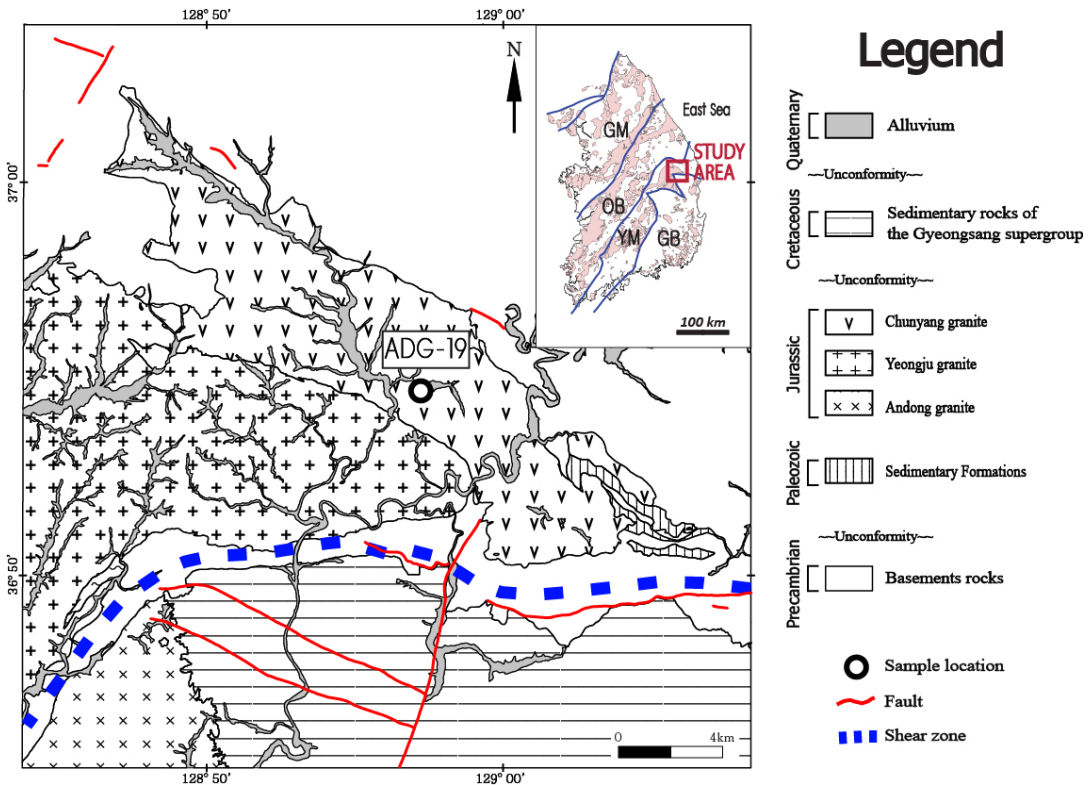 128°50′
129°00′
N
East Sea
GM
STUDY
AREA
OB
YM
GB
100 km
37°00′
ADG-19
36°50′
0
4km
128°50′
129°00′
Legend
Quaternary
Alluvium
~~Unconformity~~
Cretaceous
Sedimentary rocks of
the Gyeongsang supergroup
~~Unconformity~~
Jurassic
Chunyang granite
Yeongju granite
Andong granite
Paleozoic
Sedimentary Formations
~~Unconformity~~
Precambrian
Basements rocks
Sample location
Fault
Shear zone